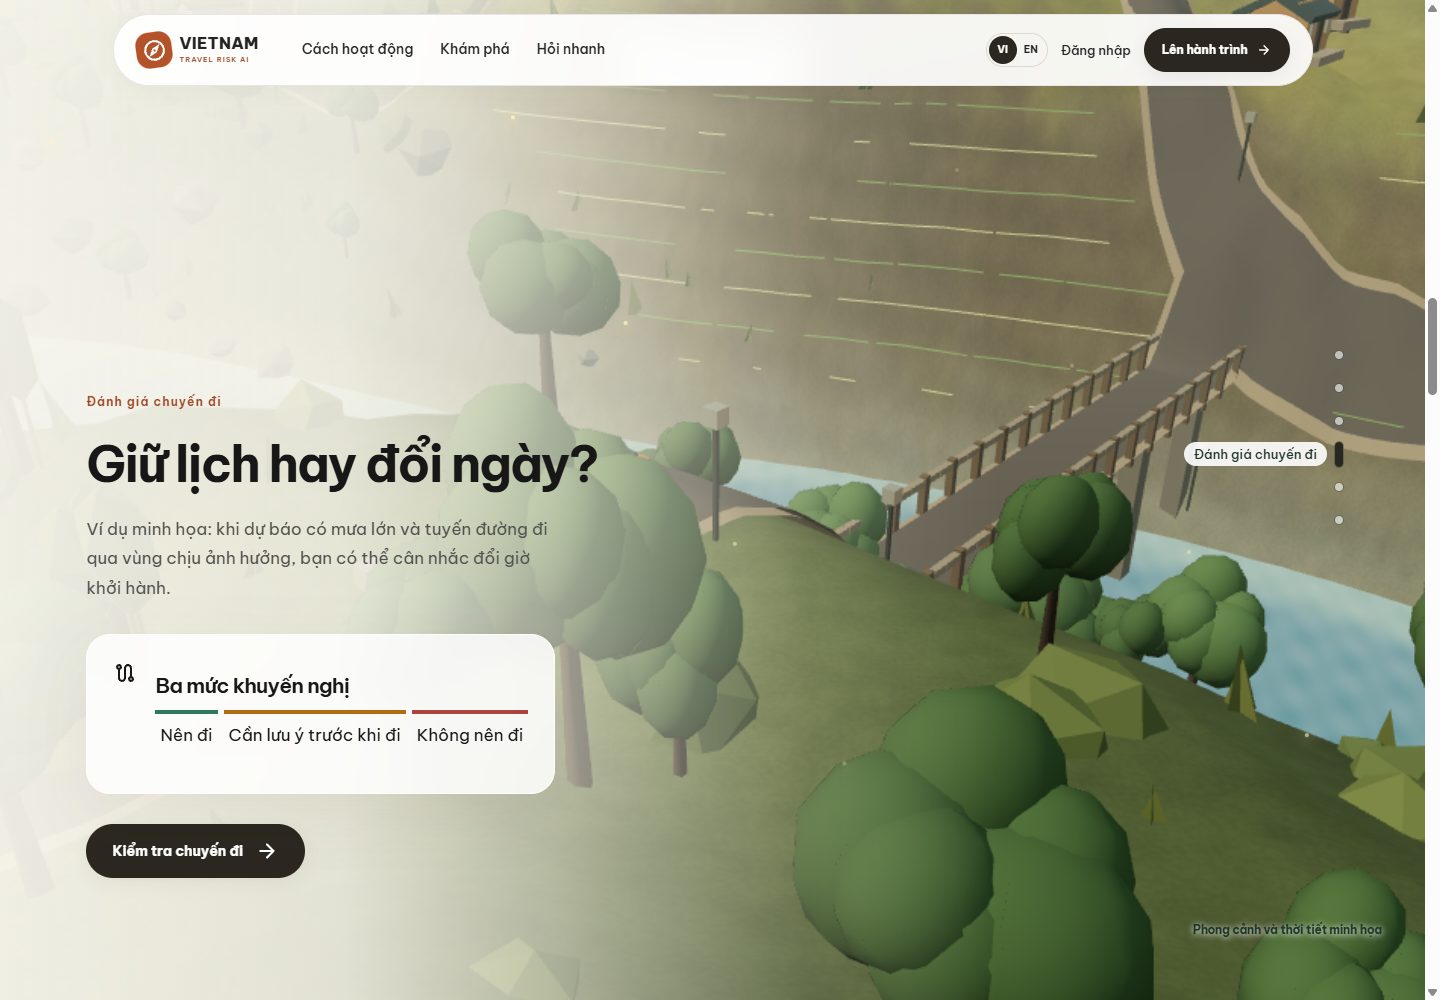 VIETNAM
TRAVEL RISK AI
Cách hoạt động
Khám phá
Hỏi nhanh
VI
EN
Đăng nhập
Lên hành trình
Đánh giá chuyến đi
Giữ lịch hay đổi ngày?
Ví dụ minh họa: khi dự báo có mưa lớn và tuyến đường đi
qua vùng chịu ảnh hưởng, bạn có thể cân nhắc đổi giờ
khởi hành.
Ba mức khuyến nghị
Nên đi
Cần lưu ý trước khi đi
Không nên đi
Kiểm tra chuyến đi
Đánh giá chuyến đi
Phong cảnh và thời tiết minh họa